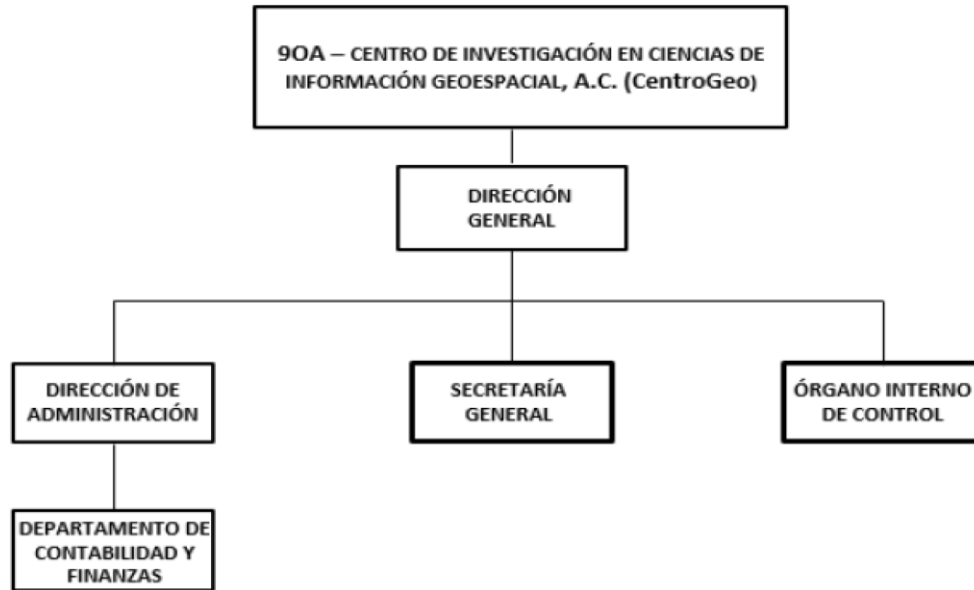 9OA – CENTRO DE INVESTIGACIÓN EN CIENCIAS DE
INFORMACIÓN GEOESPACIAL, A.C. (CentroGeo)
DIRECCIÓN
GENERAL
DIRECCIÓN DE
ADMINISTRACIÓN
SECRETARÍA
GENERAL
ÓRGANO INTERNO
DE CONTROL
DEPARTAMENTO DE
CONTABILIDAD Y
FINANZAS